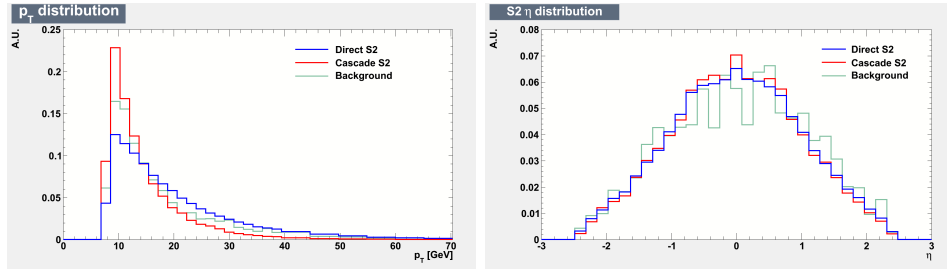 p_T distribution
A.U.
0.25
0.2
0.15
0.1
0.05
0
Direct S2
Cascade S2
Background
0 10 20 30 40 50 60 70
p_T [GeV]
S2 η distribution
A.U.
0.08
0.07
0.06
0.05
0.04
0.03
0.02
0.01
0
Direct S2
Cascade S2
Background
-3 -2 -1 0 1 2 3
η